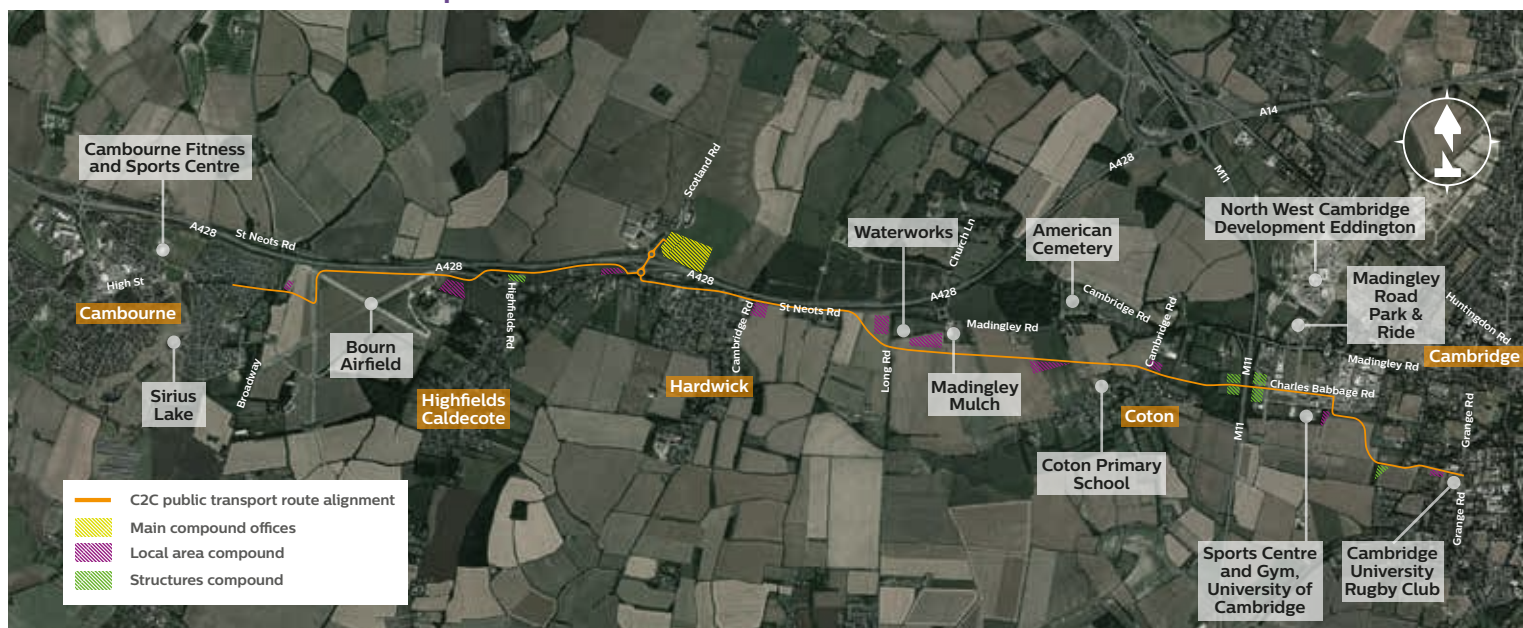 Cambourne Fitness
and Sports Centre
A428
St Neots Rd
High St
Cambourne
Sirius
Lake
Broadway
Bourn
Airfield
A428
Highfields Rd
Highfields
Caldecote
Scotland Rd
A428
Cambridge Rd
Hardwick
St Neots Rd
Waterworks
Church Ln
A428
Long Rd
Madingley Rd
Madingley
Mulch
American
Cemetery
Cambridge Rd
Cambridge Rd
A428
A14
M11
Coton Primary
School
Coton
M11
M11
Charles Babbage Rd
North West Cambridge
Development Eddington
Madingley
Road
Park &
Ride
Huntingdon Rd
Madingley Rd
Cambridge
Grange Rd
Grange Rd
Sports Centre
and Gym,
University of
Cambridge
Cambridge
University
Rugby Club
C2C public transport route alignment
Main compound offices
Local area compound
Structures compound